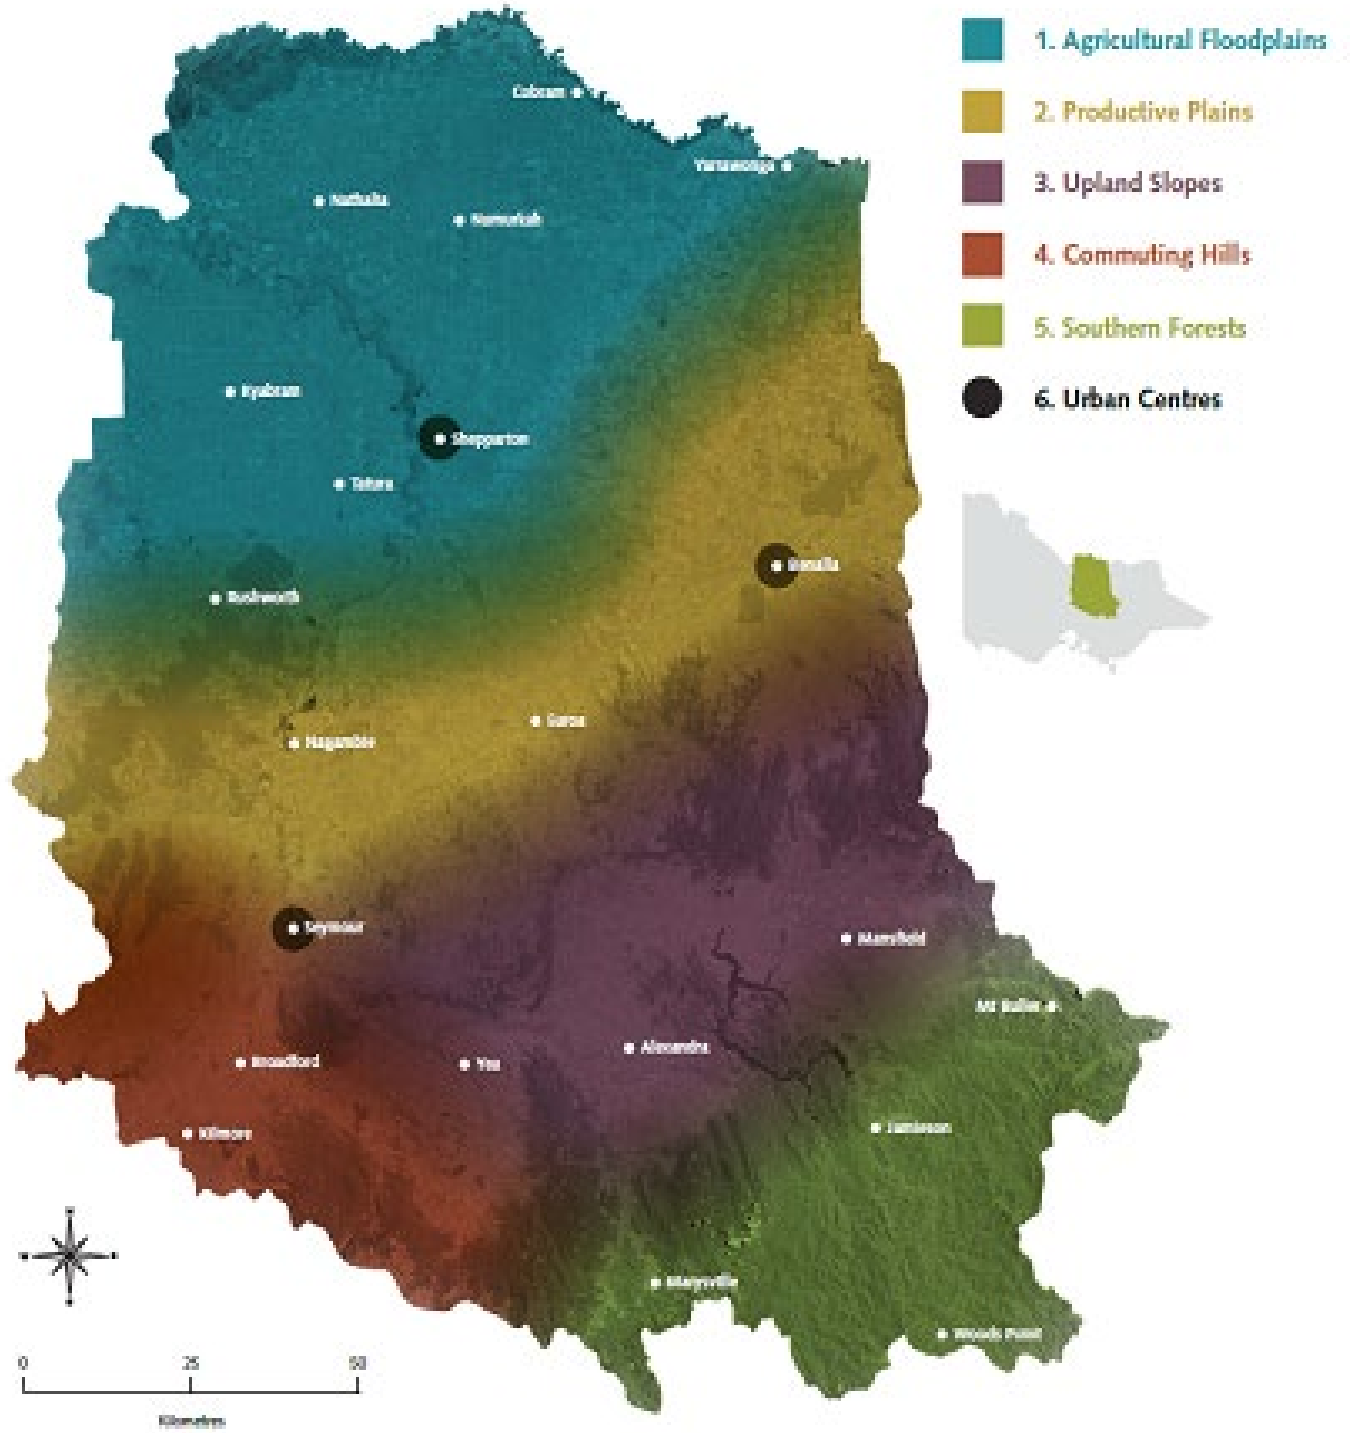 1. Agricultural Floodplains
2. Productive Plains
3. Upland Slopes
4. Commuting Hills
5. Southern Forests
6. Urban Centres
Cobram
Yarrawonga
Nathalia
Numurkah
Kyabram
Shepparton
Tatura
Benalla
Rushworth
Euroa
Nagambie
Seymour
Mansfield
Mt Buller
Alexandra
Broadford
Yea
Jamieson
Kilmore
Marysville
Woods Point
0 25 50
Kilometres